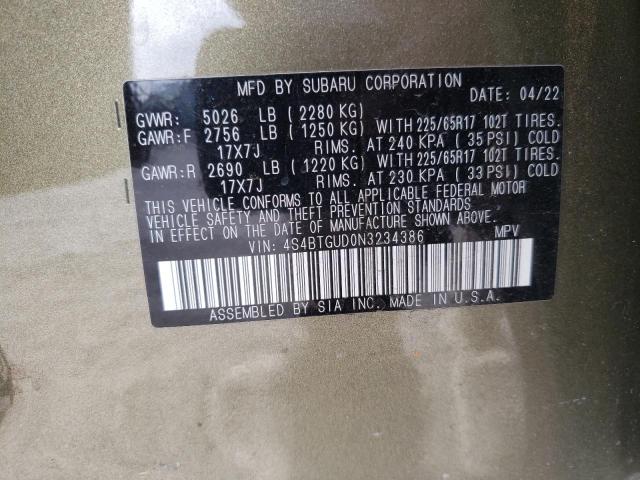 MFD BY SUBARU CORPORATION DATE: 04/22
GVWR: 5026 LB ( 2280 KG)
GAWR:F 2756 LB ( 1250 KG) WITH 225/65R17 102T TIRES.
17X7J RIMS. AT 240 KPA ( 35 PSI) COLD
GAWR:R 2690 LB ( 1220 KG) WITH 225/65R17 102T TIRES.
17X7J RIMS. AT 230 KPA ( 33 PSI) COLD
THIS VEHICLE CONFORMS TO ALL APPLICABLE FEDERAL MOTOR
VEHICLE SAFETY AND THEFT PREVENTION STANDARDS
IN EFFECT ON THE DATE OF MANUFACTURE SHOWN ABOVE.
VIN: 4S4BTGUD0N3234386 MPV
ASSEMBLED BY SIA INC. MADE IN U.S.A.